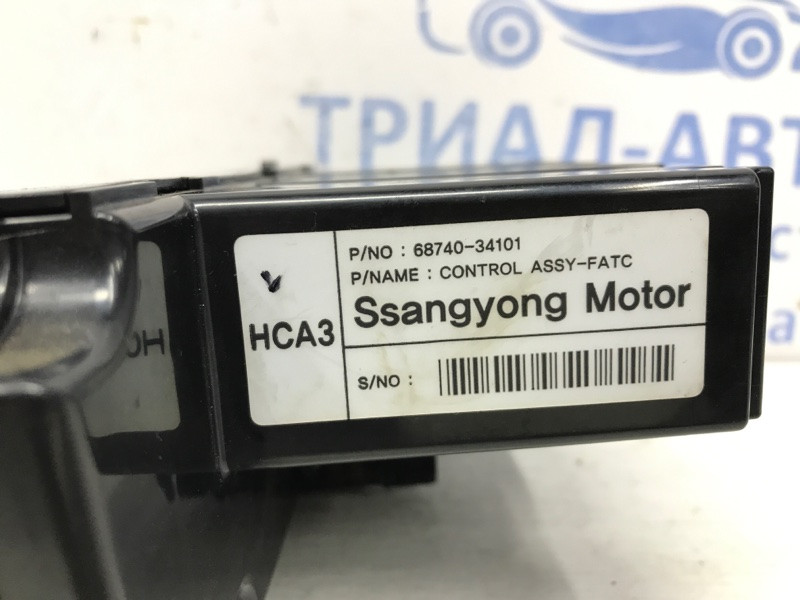 ТРИАЛ-АВТ
P/NO : 68740-34101
P/NAME : CONTROL ASSY-FATC
Ssangyong Motor
HCA3
S/NO :